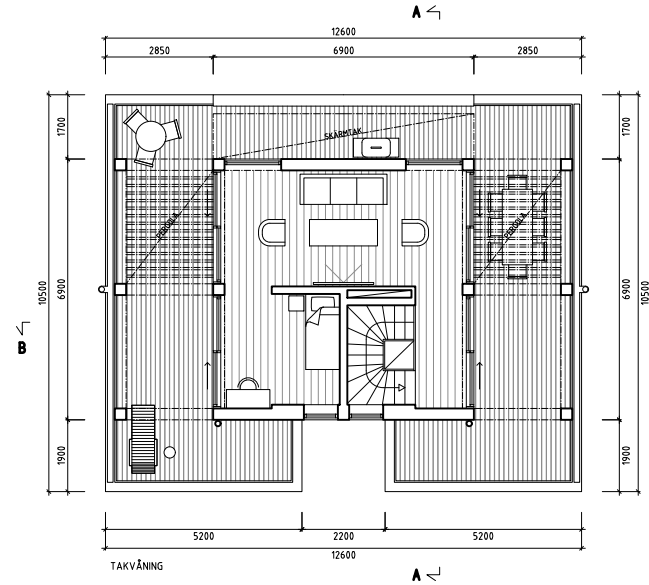 A
12600
2850 6900 2850
1700 1700
SKÄRMTAK
PERGOLA PERGOLA
10500 6900 6900 10500
B
1900 1900
5200 2200 5200
12600
TAKVÅNING
A